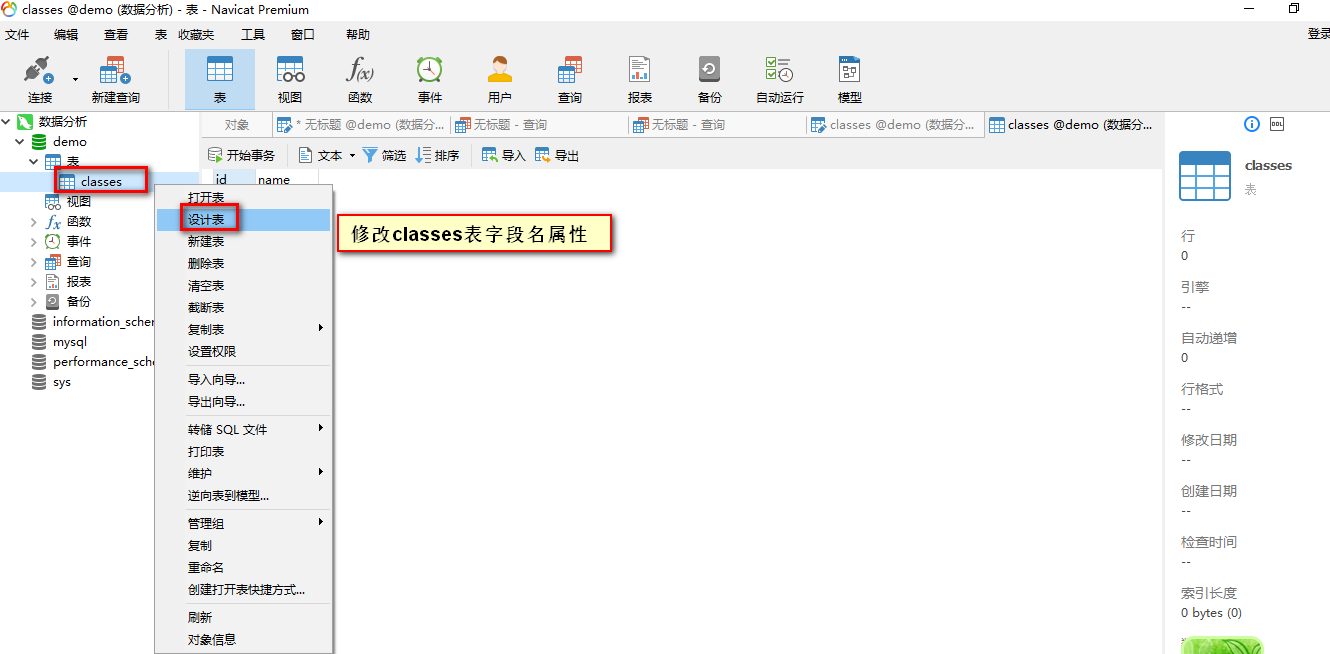 classes @demo (数据分析) - 表 - Navicat Premium
文件 编辑 查看 表 收藏夹 工具 窗口 帮助 登录
连接 新建查询 表 视图 函数 事件 用户 查询 报表 备份 自动运行 模型
数据分析
demo
表
classes
视图
函数
事件
查询
报表
备份
information_scher
mysql
performance_sche
sys
对象 * 无标题 @demo (数据分... 无标题 - 查询 无标题 - 查询 classes @demo (数据分... classes @demo (数据分...
开始事务 文本 筛选 排序 导入 导出
id name
打开表
设计表
新建表
删除表
清空表
截断表
复制表
设置权限
导入向导...
导出向导...
转储 SQL 文件
打印表
维护
逆向表到模型...
管理组
复制
重命名
创建打开表快捷方式...
刷新
对象信息
修改classes表字段名属性
DDL
classes
表
行
0
引擎
--
自动递增
0
行格式
--
修改日期
--
创建日期
--
检查时间
--
索引长度
0 bytes (0)